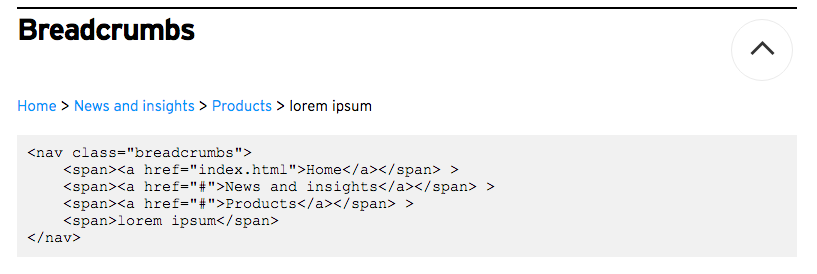 Breadcrumbs
Home > News and insights > Products > lorem ipsum
<nav class="breadcrumbs">
    <span><a href="index.html">Home</a></span> >
    <span><a href="#">News and insights</a></span> >
    <span><a href="#">Products</a></span> >
    <span>lorem ipsum</span>
</nav>